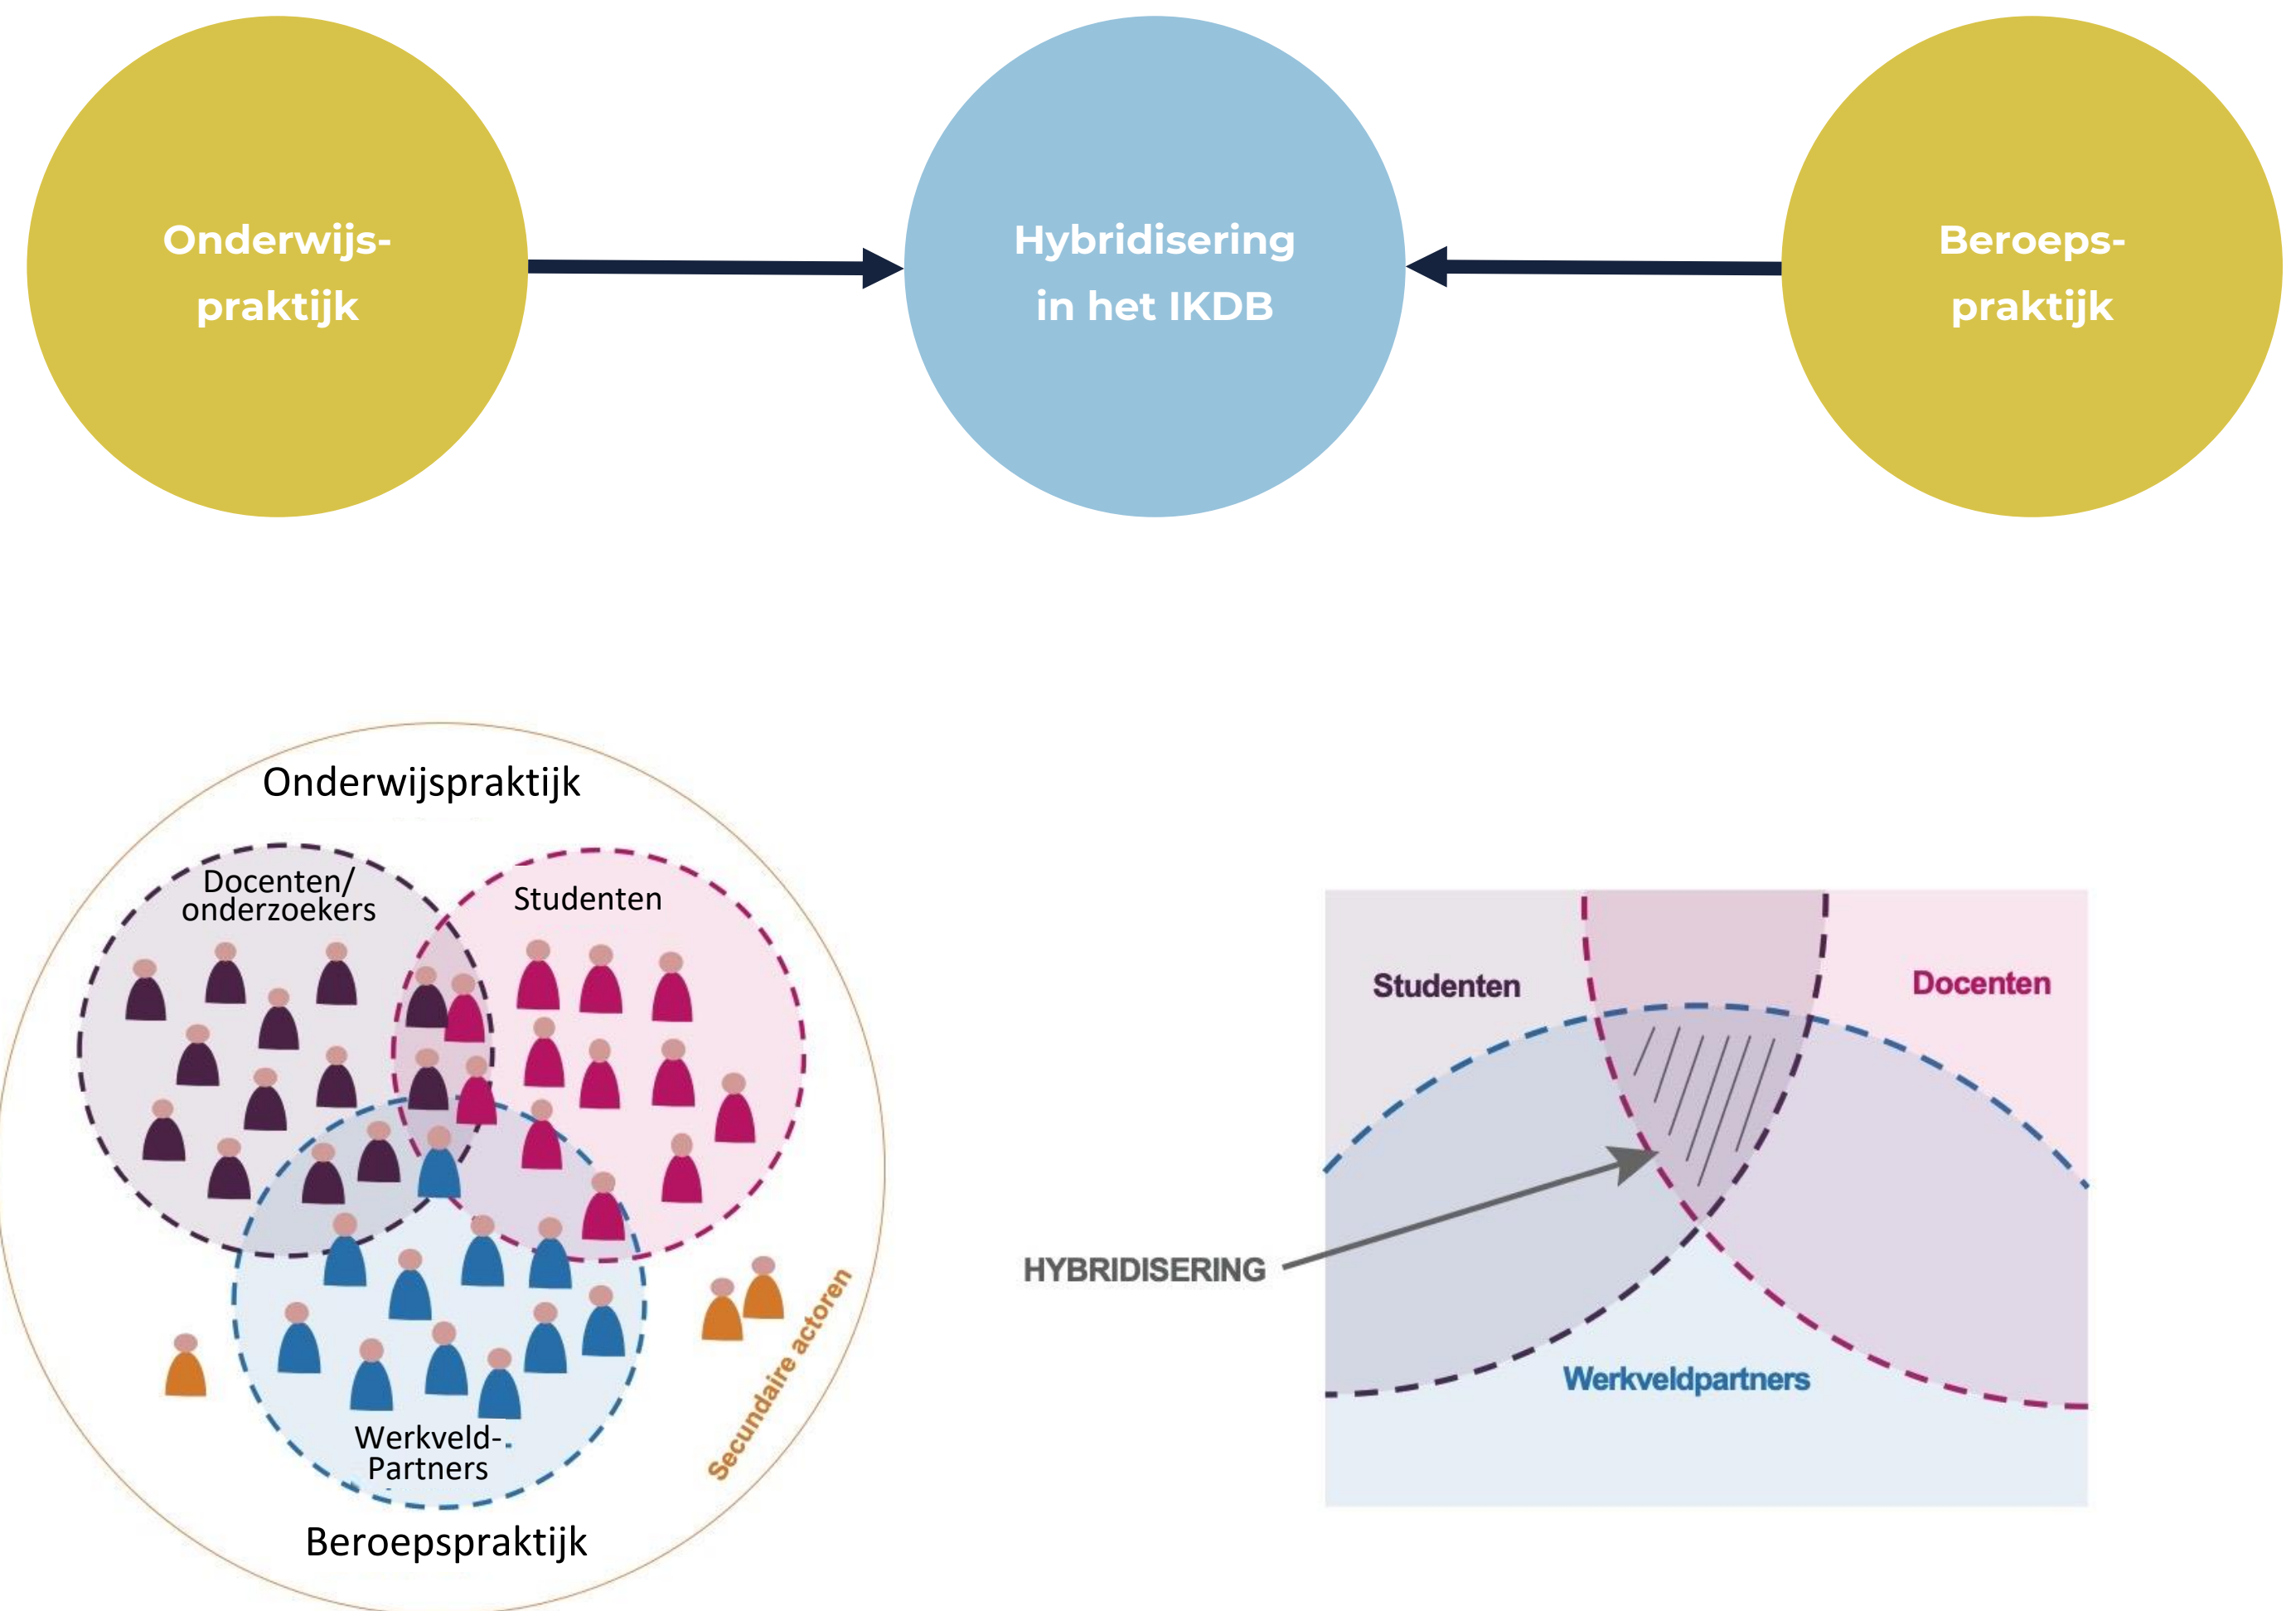 Onderwijs-
praktijk
Hybridisering
in het IKDB
Beroeps-
praktijk
Onderwijspraktijk
Docenten/
onderzoekers
Studenten
Werkveld-
Partners
Beroepspraktijk
Secundaire actoren
Studenten
Docenten
HYBRIDISERING
Werkveldpartners